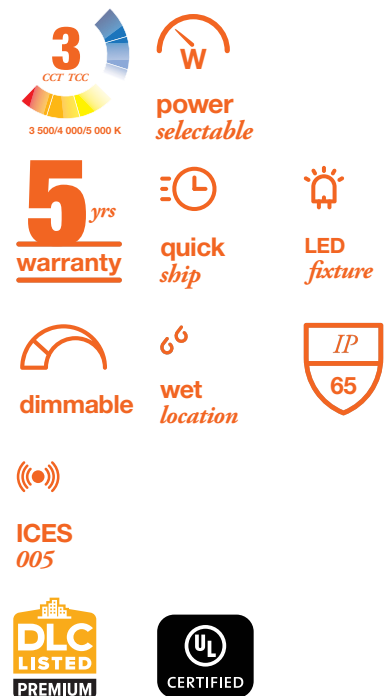 3
CCT TCC
3 500/4 000/5 000 K
W
power
selectable
5 yrs
warranty
quick
ship
LED
fixture
dimmable
wet
location
IP
65
ICES
005
DLC
LISTED
PREMIUM
UL
CERTIFIED